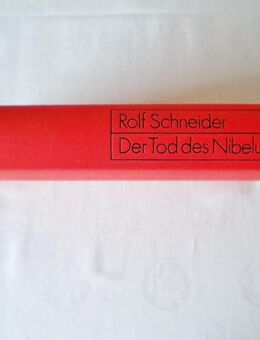 Rolf Schneider
Der Tod des Nibelu